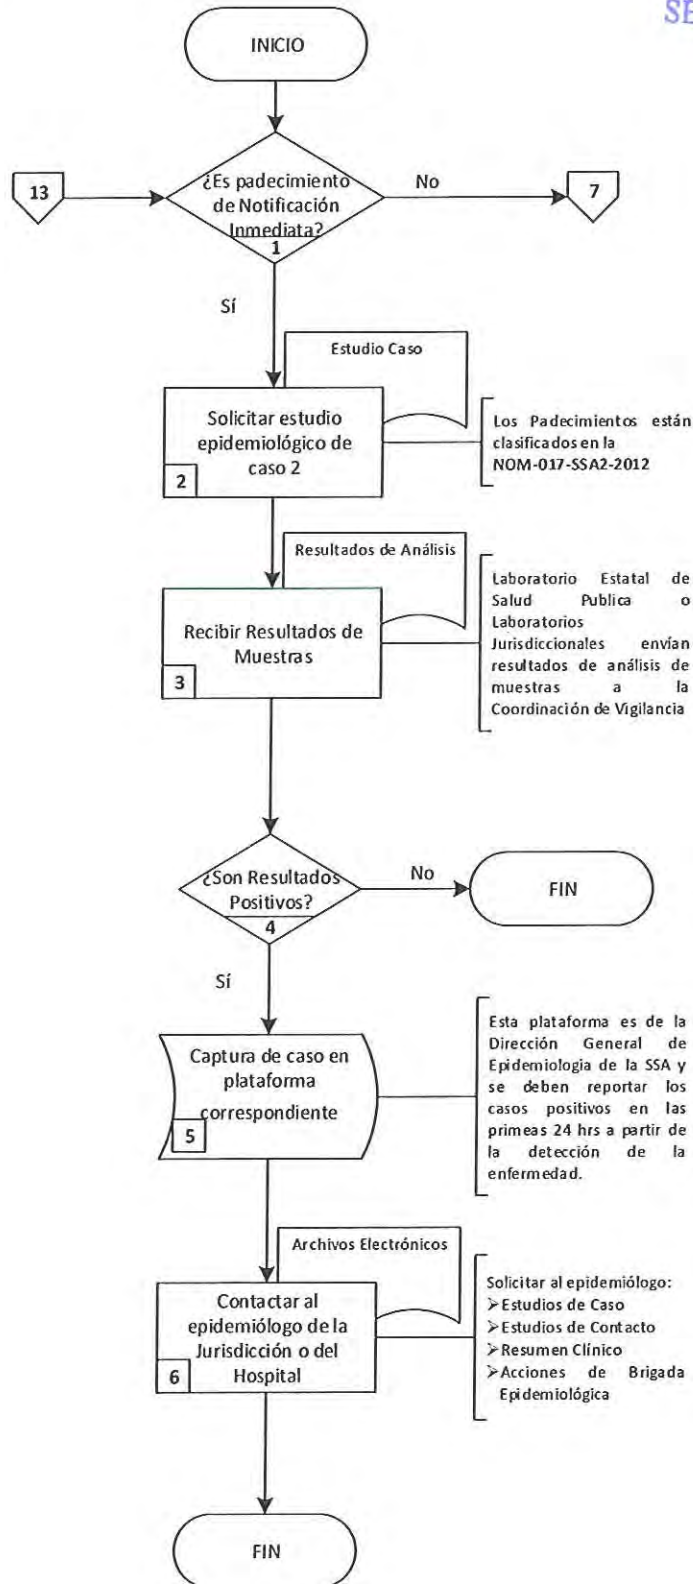 SE
INICIO
13
¿Es padecimiento
de Notificación
Inmediata?
1
No
7
Sí
Estudio Caso
Solicitar estudio
epidemiológico de
caso 2
2
Los Padecimientos están
clasificados en la
NOM-017-SSA2-2012
Resultados de Análisis
Recibir Resultados de
Muestras
3
Laboratorio Estatal de
Salud Publica o
Laboratorios
Jurisdiccionales envían
resultados de análisis de
muestras a la
Coordinación de Vigilancia
¿Son Resultados
Positivos?
4
No
FIN
Sí
Captura de caso en
plataforma
correspondiente
5
Esta plataforma es de la
Dirección General de
Epidemiologia de la SSA y
se deben reportar los
casos positivos en las
primeas 24 hrs a partir de
la detección de la
enfermedad.
Archivos Electrónicos
Contactar al
epidemiólogo de la
Jurisdicción o del
Hospital
6
Solicitar al epidemiólogo:
➢Estudios de Caso
➢Estudios de Contacto
➢Resumen Clínico
➢Acciones de Brigada
Epidemiológica
FIN